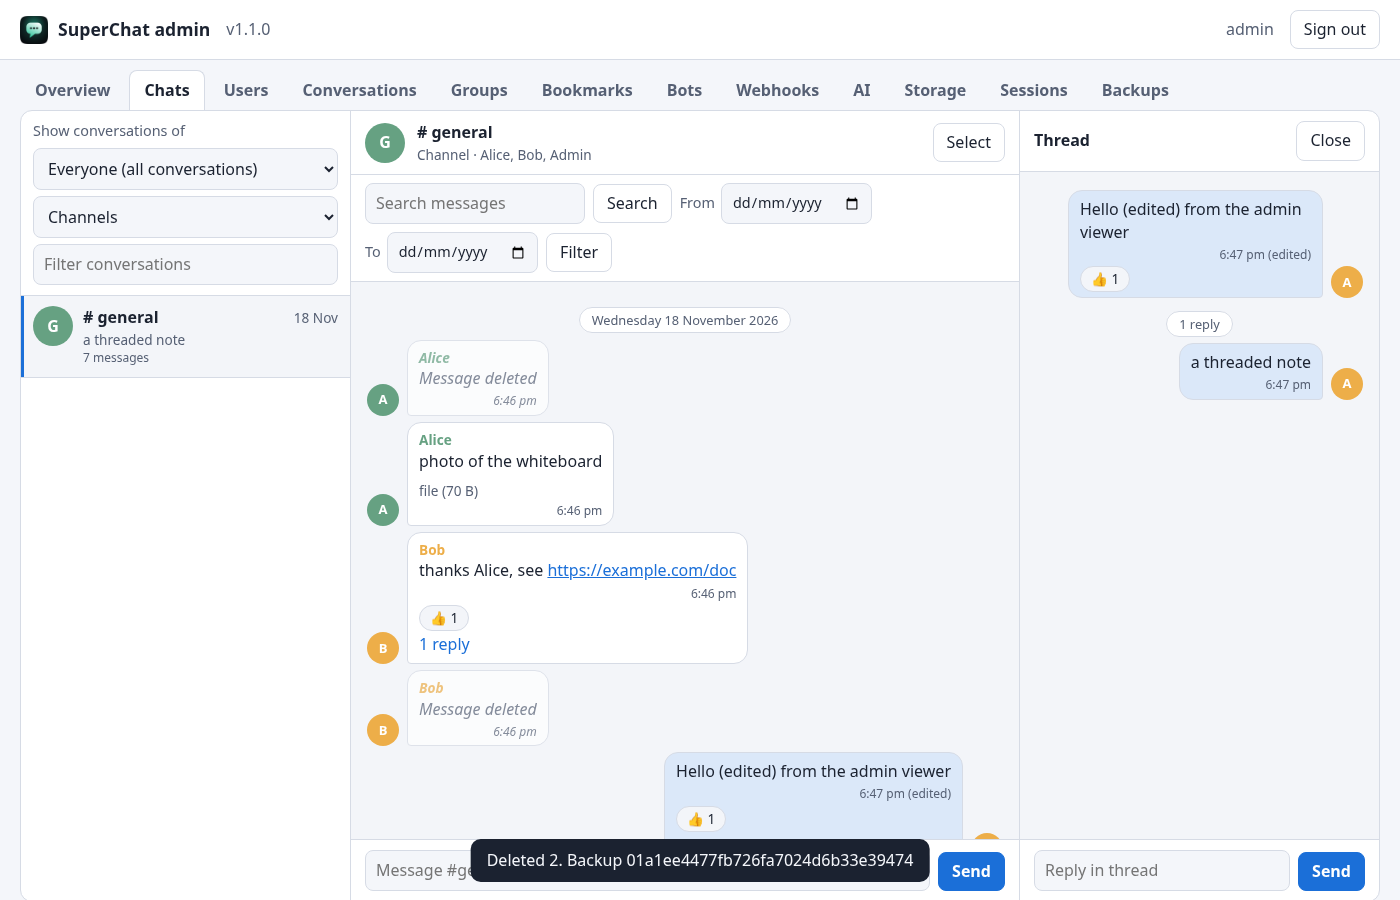 SuperChat admin v1.1.0
admin
Sign out
Overview
Chats
Users
Conversations
Groups
Bookmarks
Bots
Webhooks
AI
Storage
Sessions
Backups
Show conversations of
Everyone (all conversations)
Channels
Filter conversations
G
# general
18 Nov
a threaded note
7 messages
G
# general
Channel · Alice, Bob, Admin
Select
Search messages
Search
From
dd/mm/yyyy
To
dd/mm/yyyy
Filter
Wednesday 18 November 2026
Alice
Message deleted
6:46 pm
A
Alice
photo of the whiteboard
file (70 B)
6:46 pm
A
Bob
thanks Alice, see https://example.com/doc
6:46 pm
👍 1
1 reply
B
Bob
Message deleted
6:46 pm
B
Hello (edited) from the admin viewer
6:47 pm (edited)
👍 1
Message #ge
Deleted 2. Backup 01a1ee4477fb726fa7024d6b33e39474
Send
Thread
Close
Hello (edited) from the admin
viewer
6:47 pm (edited)
👍 1
A
1 reply
a threaded note
6:47 pm
A
Reply in thread
Send